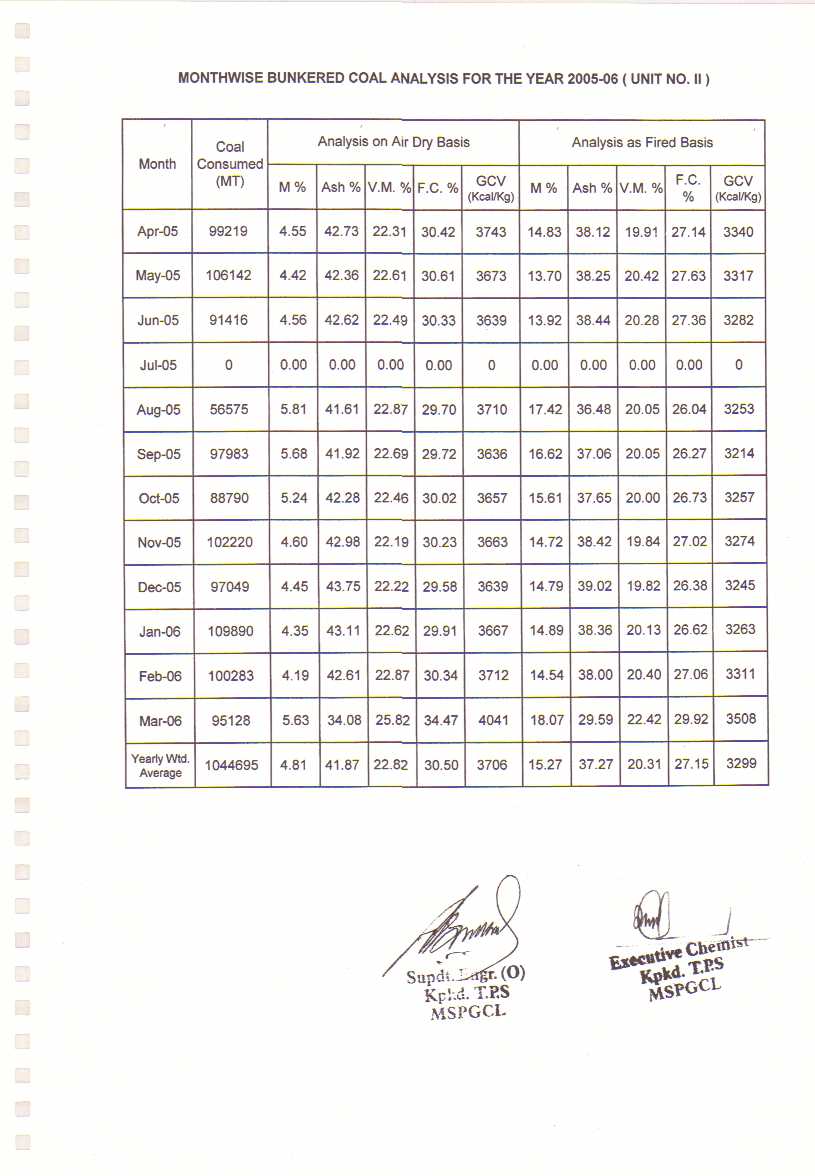 MONTHWISE BUNKERED COAL ANALYSIS FOR THE YEAR 2005-06 ( UNIT NO. II )
Month Coal Consumed (MT) Analysis on Air Dry Basis Analysis as Fired Basis
M % Ash % V.M. % F.C. % GCV (Kcal/Kg) M % Ash % V.M. % F.C. % GCV (Kcal/Kg)
Apr-05 99219 4.55 42.73 22.31 30.42 3743 14.83 38.12 19.91 27.14 3340
May-05 106142 4.42 42.36 22.61 30.61 3673 13.70 38.25 20.42 27.63 3317
Jun-05 91416 4.56 42.62 22.49 30.33 3639 13.92 38.44 20.28 27.36 3282
Jul-05 0 0.00 0.00 0.00 0.00 0 0.00 0.00 0.00 0.00 0
Aug-05 56575 5.81 41.61 22.87 29.70 3710 17.42 36.48 20.05 26.04 3253
Sep-05 97983 5.68 41.92 22.69 29.72 3636 16.62 37.06 20.05 26.27 3214
Oct-05 88790 5.24 42.28 22.46 30.02 3657 15.61 37.65 20.00 26.73 3257
Nov-05 102220 4.60 42.98 22.19 30.23 3663 14.72 38.42 19.84 27.02 3274
Dec-05 97049 4.45 43.75 22.22 29.58 3639 14.79 39.02 19.82 26.38 3245
Jan-06 109890 4.35 43.11 22.62 29.91 3667 14.89 38.36 20.13 26.62 3263
Feb-06 100283 4.19 42.61 22.87 30.34 3712 14.54 38.00 20.40 27.06 3311
Mar-06 95128 5.63 34.08 25.82 34.47 4041 18.07 29.59 22.42 29.92 3508
Yearly Wtd. Average 1044695 4.81 41.87 22.82 30.50 3706 15.27 37.27 20.31 27.15 3299
Supdt. Engr. (O)
Kpkd. T.P.S
MSPGCL
Executive Chemist
Kpkd. T.P.S
MSPGCL